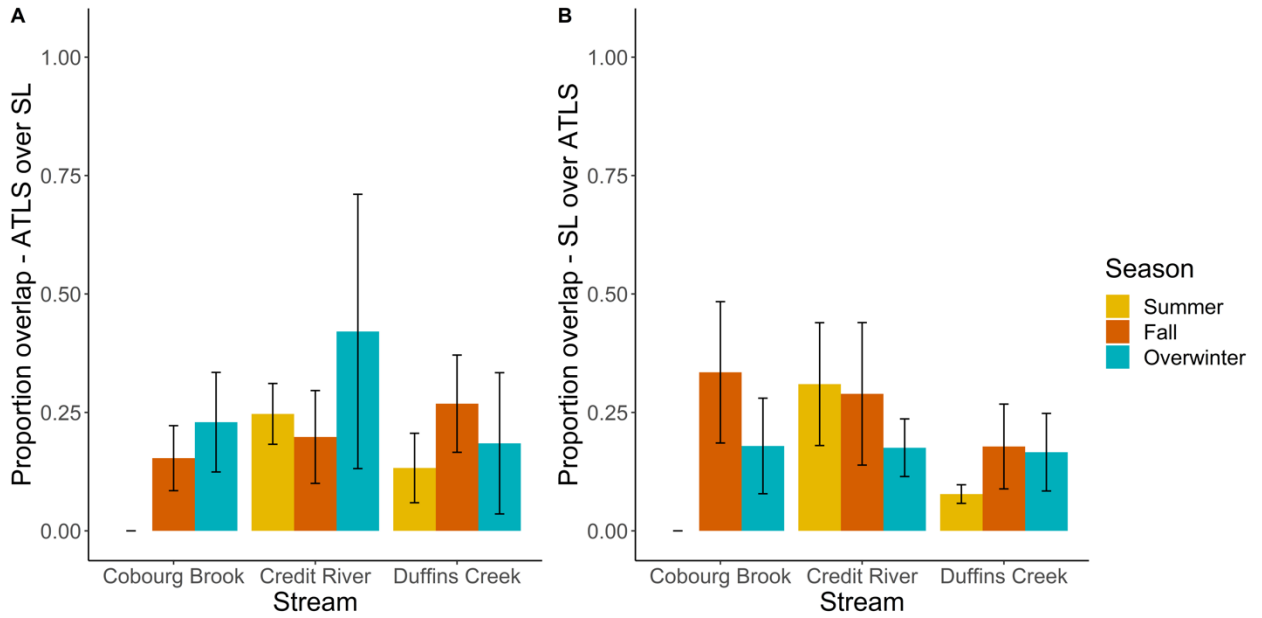 A
Proportion overlap - ATLS over SL
1.00
0.75
0.50
0.25
0.00
Cobourg Brook
Credit River
Duffins Creek
Stream
B
Proportion overlap - SL over ATLS
1.00
0.75
0.50
0.25
0.00
Cobourg Brook
Credit River
Duffins Creek
Stream
Season
Summer
Fall
Overwinter